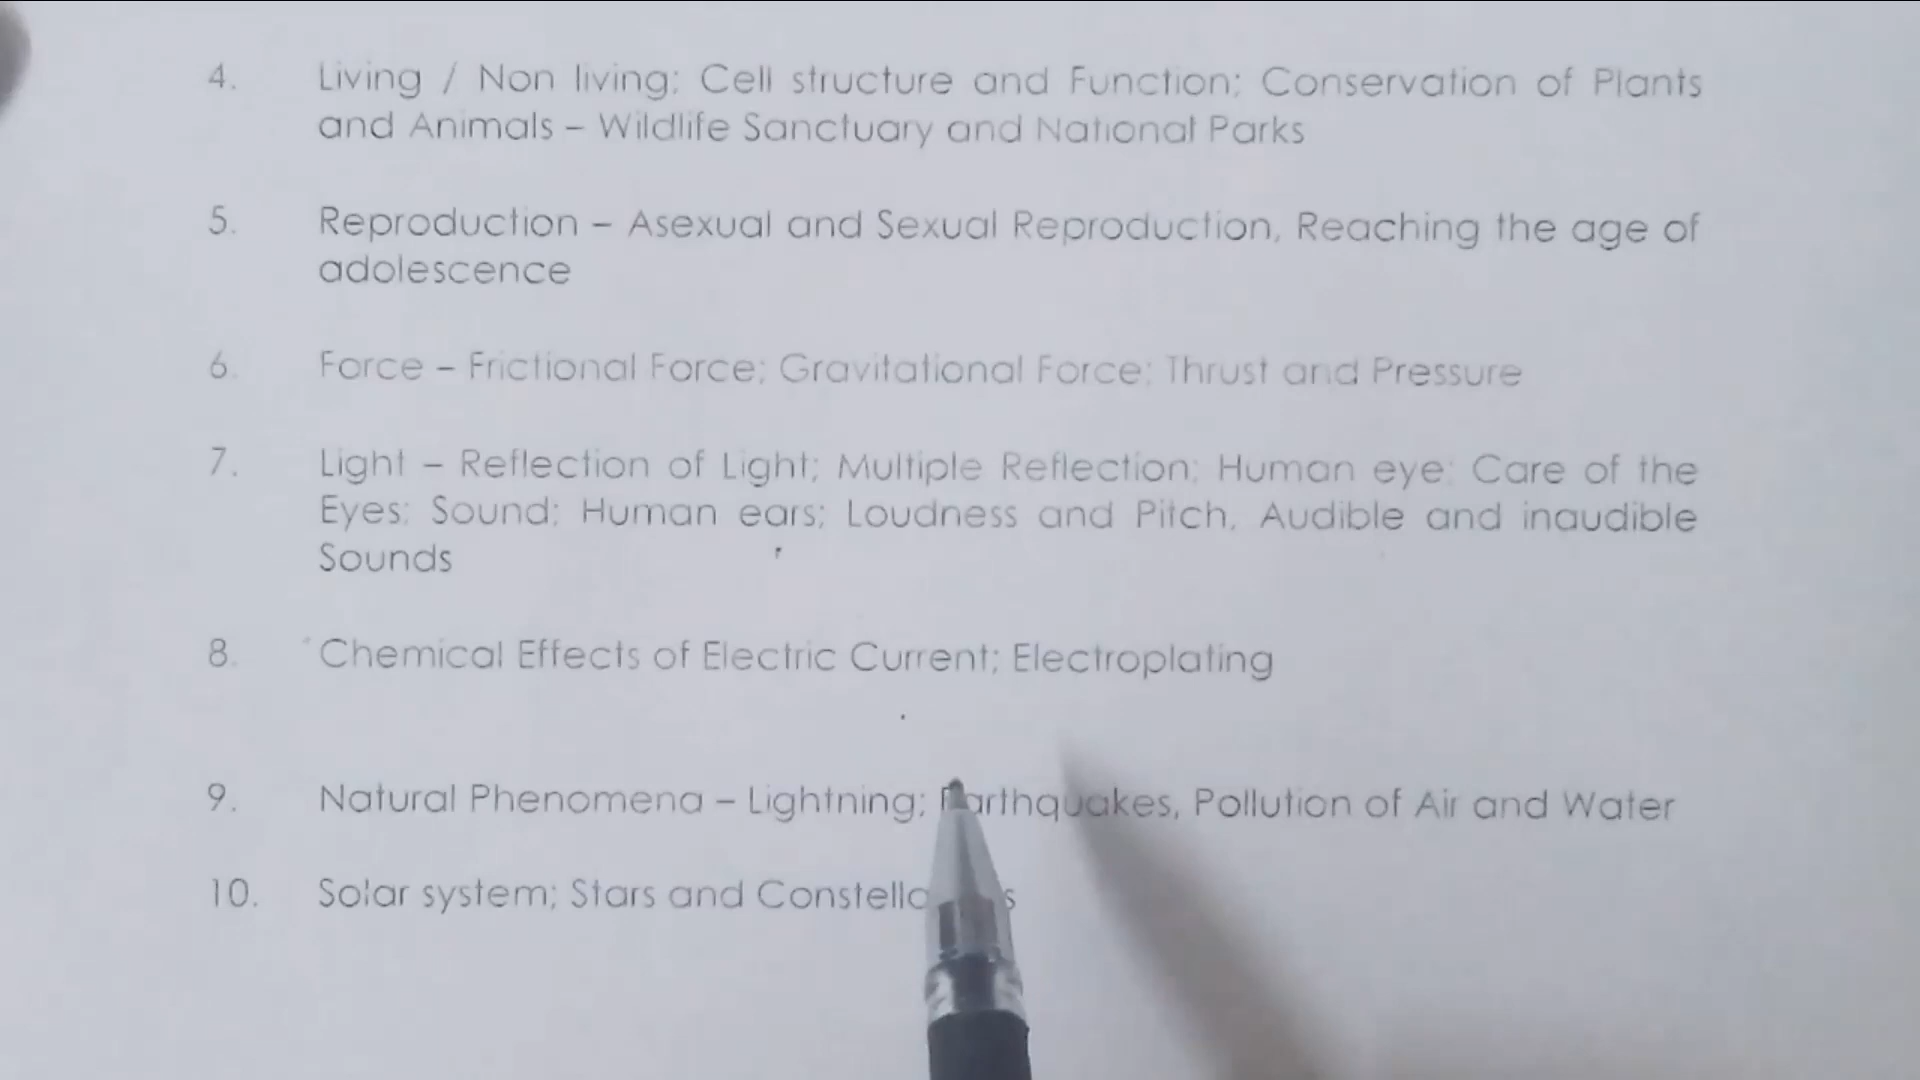 4. Living / Non living; Cell structure and Function; Conservation of Plants
and Animals – Wildlife Sanctuary and National Parks
5. Reproduction – Asexual and Sexual Reproduction, Reaching the age of
adolescence
6. Force – Frictional Force; Gravitational Force; Thrust and Pressure
7. Light – Reflection of Light; Multiple Reflection; Human eye; Care of the
Eyes; Sound; Human ears; Loudness and Pitch, Audible and inaudible
Sounds
8. Chemical Effects of Electric Current; Electroplating
9. Natural Phenomena – Lightning; Earthquakes, Pollution of Air and Water
10. Solar system; Stars and